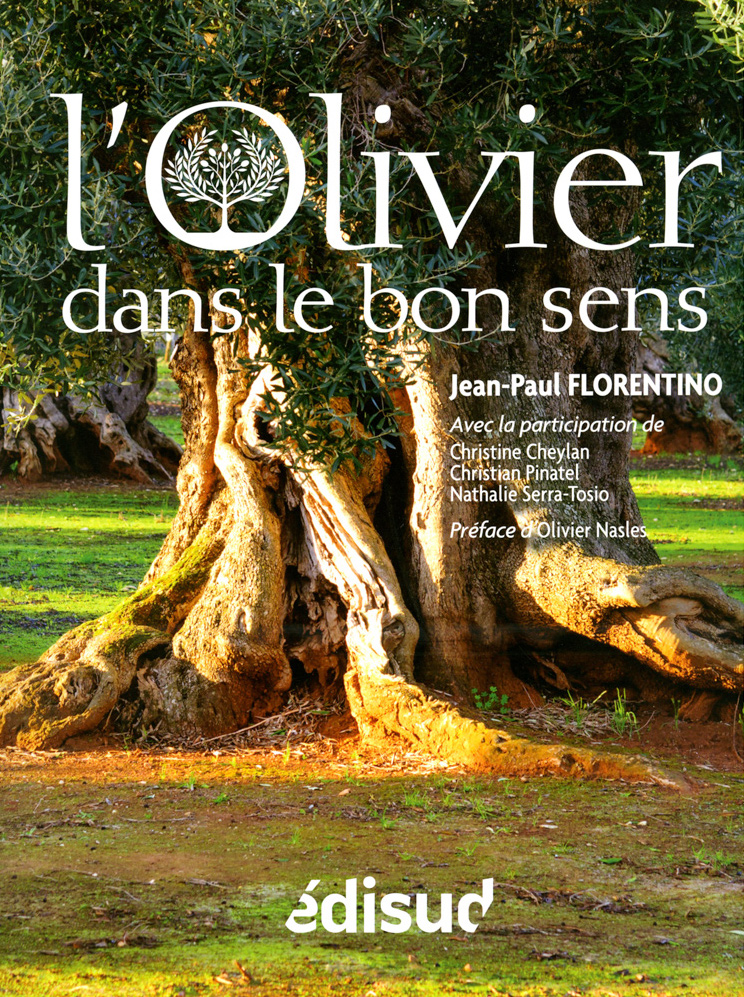 l'Olivier
dans le bon sens
Jean-Paul FLORENTINO
Avec la participation de
Christine Cheylan
Christian Pinatel
Nathalie Serra-Tosio
Préface d'Olivier Nasles
édisud